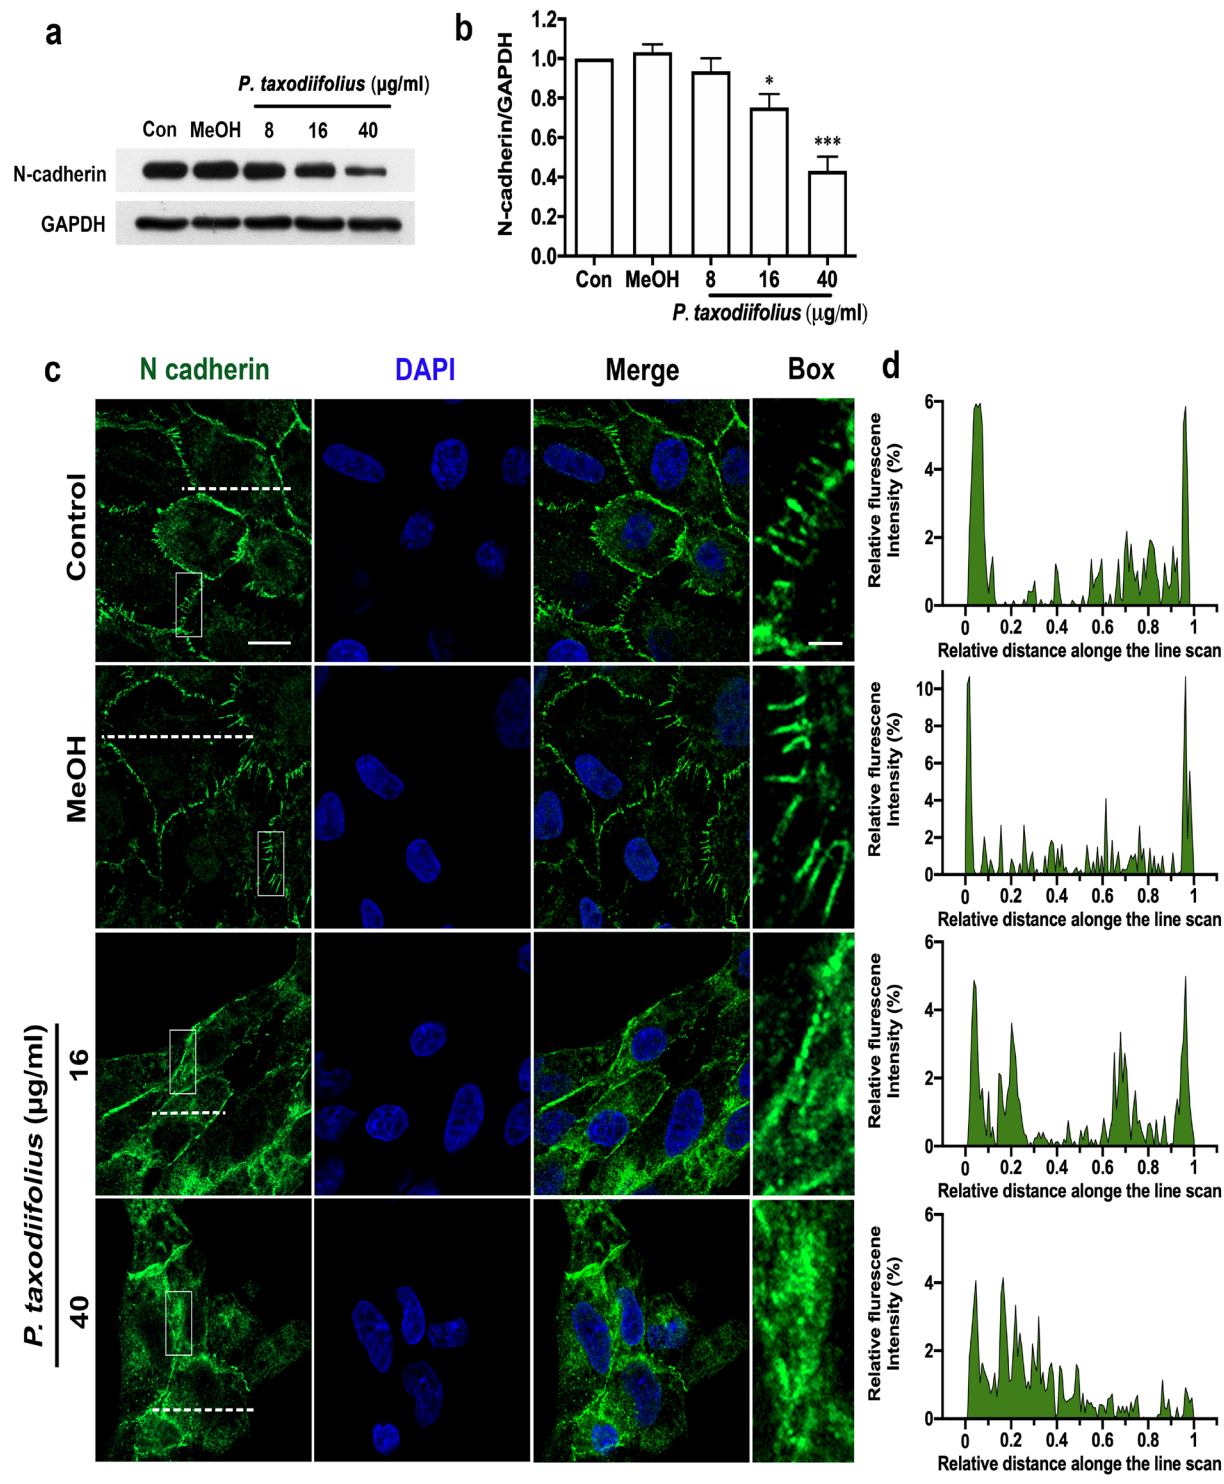 a
P. taxodiifolius (µg/ml)
Con MeOH 8 16 40
N-cadherin
GAPDH
b
N-cadherin/GAPDH
1.2
1.0
0.8
0.6
0.4
0.2
0.0
*
***
Con MeOH 8 16 40
P. taxodiifolius (µg/ml)
c
N cadherin DAPI Merge Box
Control
MeOH
P. taxodiifolius (µg/ml)
16
40
d
Relative flurescene
Intensity (%)
6
4
2
0
0 0.2 0.4 0.6 0.8 1
Relative distance alonge the line scan
Relative flurescene
Intensity (%)
10
8
6
4
2
0
0 0.2 0.4 0.6 0.8 1
Relative distance alonge the line scan
Relative flurescene
Intensity (%)
6
4
2
0
0 0.2 0.4 0.6 0.8 1
Relative distance alonge the line scan
Relative flurescene
Intensity (%)
6
4
2
0
0 0.2 0.4 0.6 0.8 1
Relative distance alonge the line scan